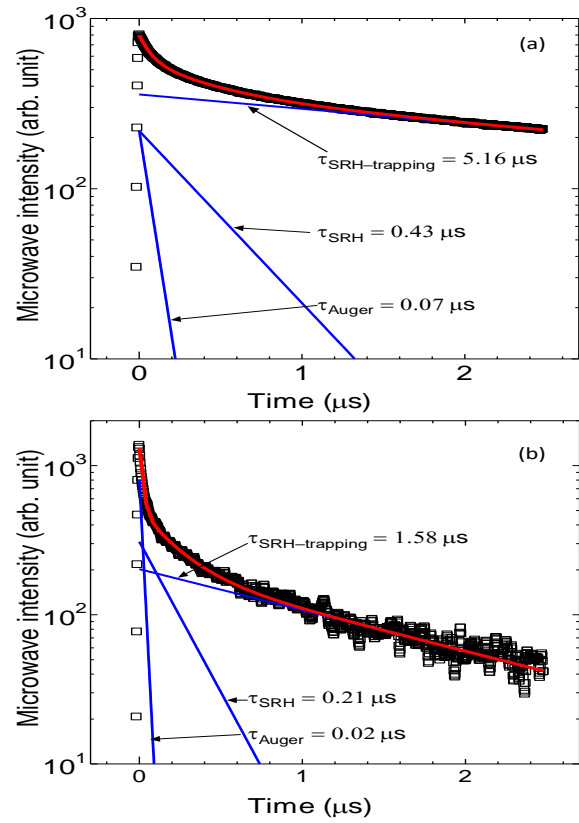 (a)
Microwave intensity (arb. unit)
10³
10²
10¹
τSRH–trapping = 5.16 μs
τSRH = 0.43 μs
τAuger = 0.07 μs
0 1 2
Time (μs)
(b)
Microwave intensity (arb. unit)
10³
10²
10¹
τSRH–trapping = 1.58 μs
τSRH = 0.21 μs
τAuger = 0.02 μs
0 1 2
Time (μs)